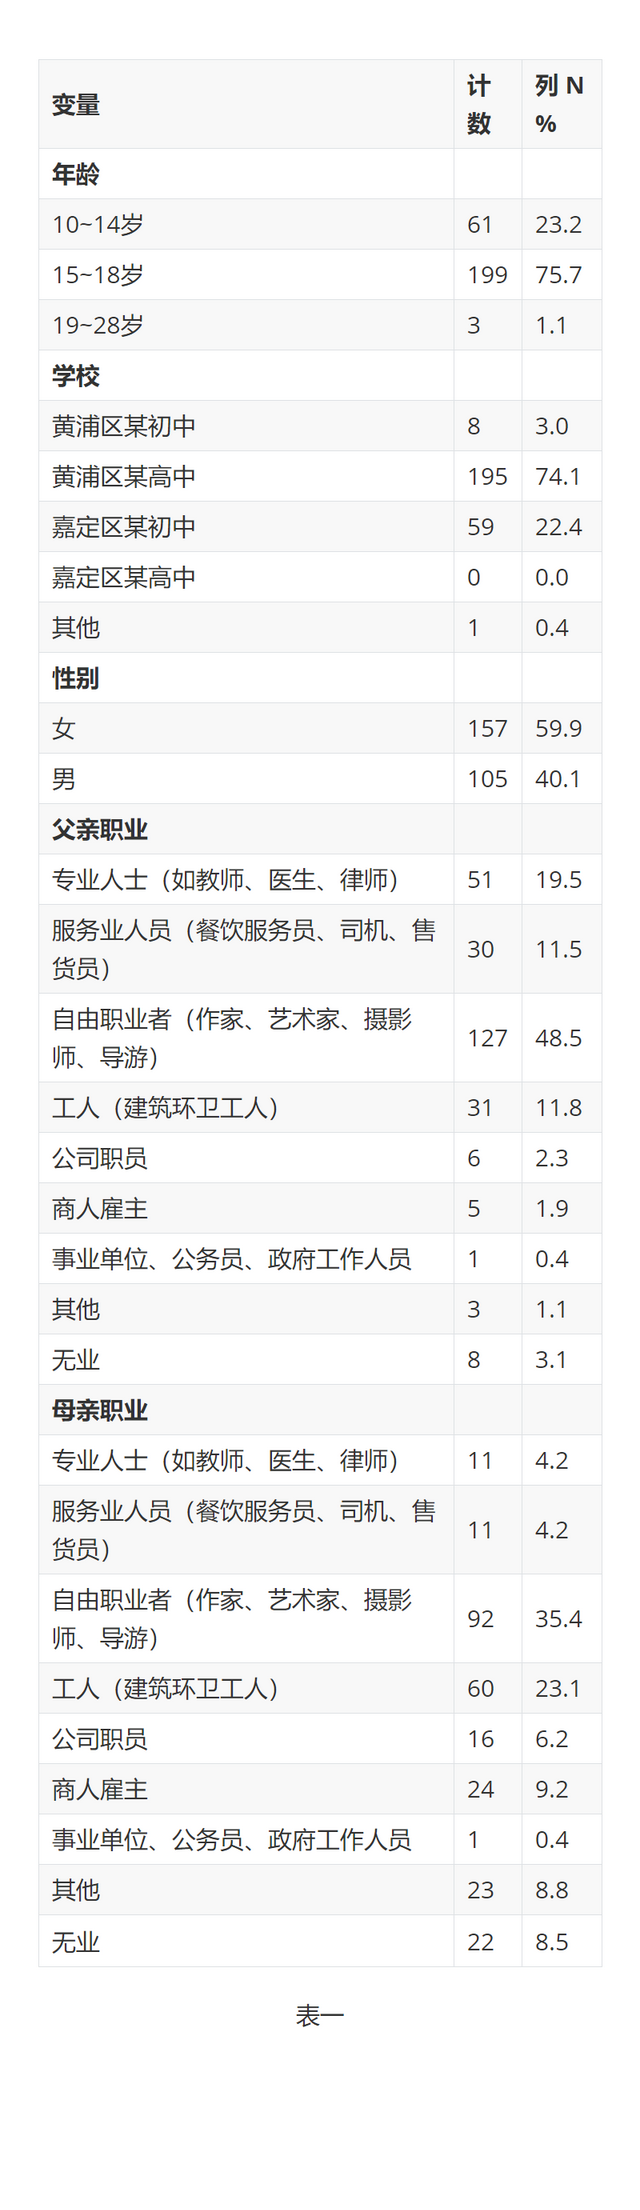 变量 计数 列 N %
年龄
10~14岁 61 23.2
15~18岁 199 75.7
19~28岁 3 1.1
学校
黄浦区某初中 8 3.0
黄浦区某高中 195 74.1
嘉定区某初中 59 22.4
嘉定区某高中 0 0.0
其他 1 0.4
性别
女 157 59.9
男 105 40.1
父亲职业
专业人士（如教师、医生、律师） 51 19.5
服务业人员（餐饮服务员、司机、售
货员） 30 11.5
自由职业者（作家、艺术家、摄影
师、导游） 127 48.5
工人（建筑环卫工人） 31 11.8
公司职员 6 2.3
商人雇主 5 1.9
事业单位、公务员、政府工作人员 1 0.4
其他 3 1.1
无业 8 3.1
母亲职业
专业人士（如教师、医生、律师） 11 4.2
服务业人员（餐饮服务员、司机、售
货员） 11 4.2
自由职业者（作家、艺术家、摄影
师、导游） 92 35.4
工人（建筑环卫工人） 60 23.1
公司职员 16 6.2
商人雇主 24 9.2
事业单位、公务员、政府工作人员 1 0.4
其他 23 8.8
无业 22 8.5
表一